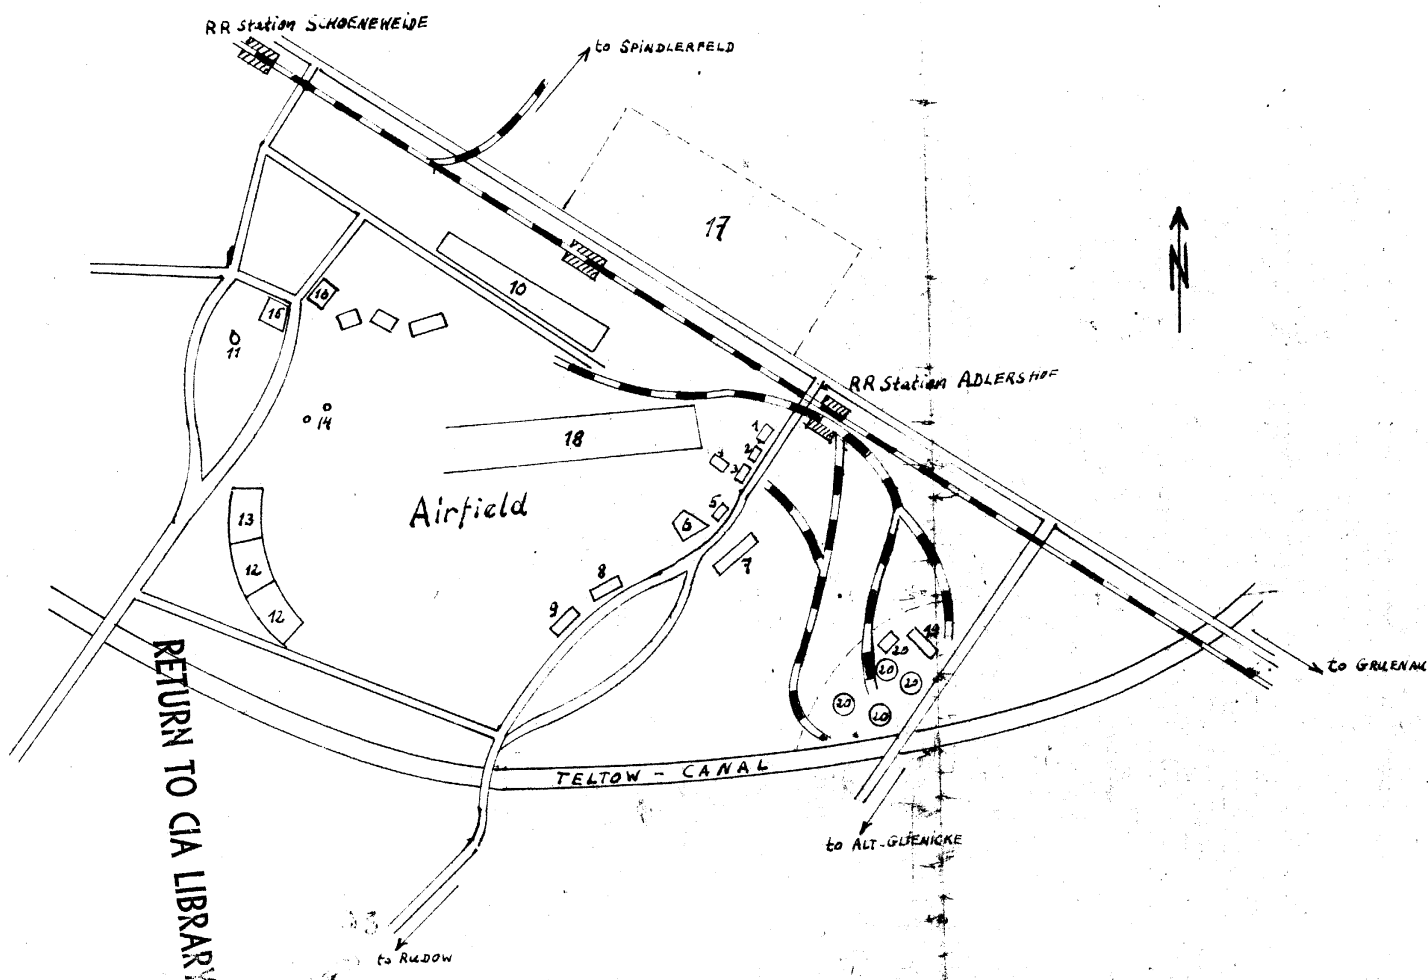 RR Station SCHOENEWEIDE
to SPINDLERFELD
17
N
10
16
16
11
14
RR Station ADLERSHOF
18
1
2
3
Airfield
5
6
7
13
12
12
8
9
19
20
20
20
20
20
to GRUENAU
TELTOW - CANAL
to ALT-GLIENICKE
to RUDOW
RETURN TO CIA LIBRARY